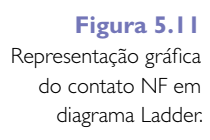 Figura 5.11
Representação gráfica
do contato NF em
diagrama Ladder.